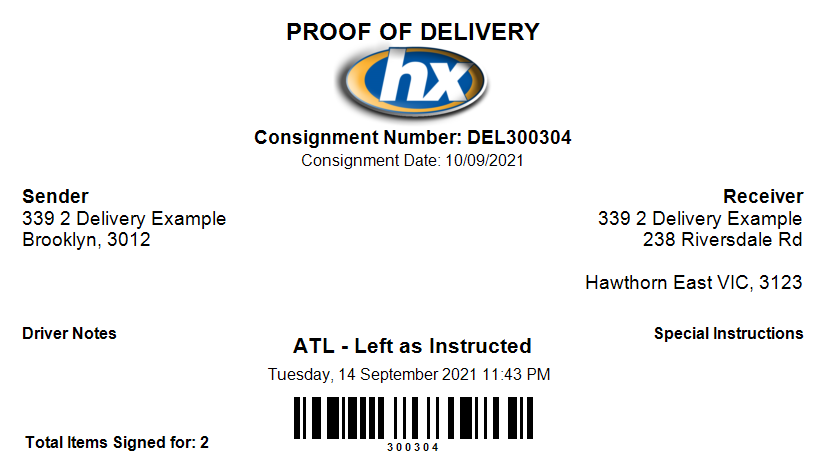 PROOF OF DELIVERY
hx
Consignment Number: DEL300304
Consignment Date: 10/09/2021
Sender
339 2 Delivery Example
Brooklyn, 3012
Receiver
339 2 Delivery Example
238 Riversdale Rd
Hawthorn East VIC, 3123
Driver Notes
Special Instructions
ATL - Left as Instructed
Tuesday, 14 September 2021 11:43 PM
300304
Total Items Signed for: 2